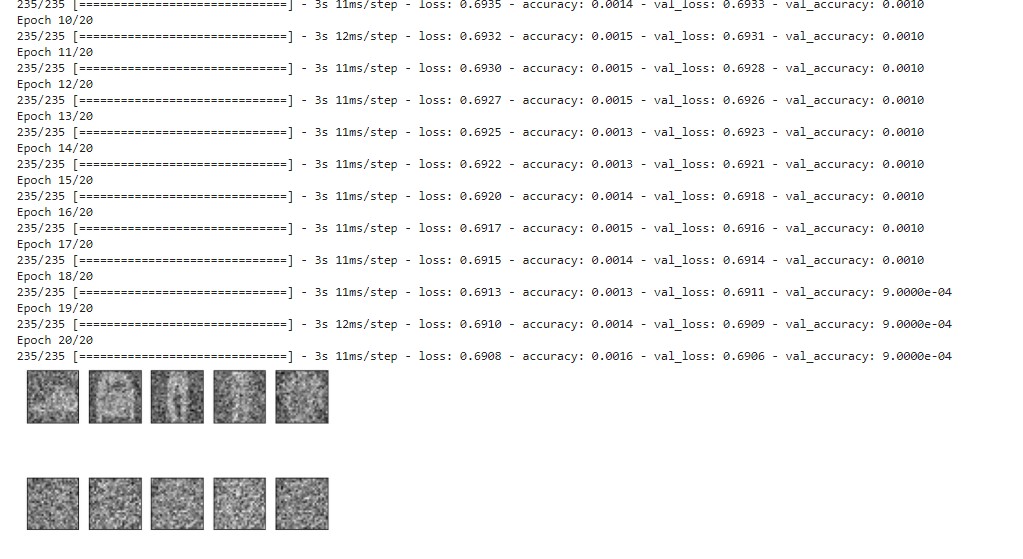 235/235 [==============================] - 3s 11ms/step - loss: 0.6935 - accuracy: 0.0014 - val_loss: 0.6933 - val_accuracy: 0.0010
Epoch 10/20
235/235 [==============================] - 3s 12ms/step - loss: 0.6932 - accuracy: 0.0015 - val_loss: 0.6931 - val_accuracy: 0.0010
Epoch 11/20
235/235 [==============================] - 3s 11ms/step - loss: 0.6930 - accuracy: 0.0015 - val_loss: 0.6928 - val_accuracy: 0.0010
Epoch 12/20
235/235 [==============================] - 3s 11ms/step - loss: 0.6927 - accuracy: 0.0015 - val_loss: 0.6926 - val_accuracy: 0.0010
Epoch 13/20
235/235 [==============================] - 3s 11ms/step - loss: 0.6925 - accuracy: 0.0013 - val_loss: 0.6923 - val_accuracy: 0.0010
Epoch 14/20
235/235 [==============================] - 3s 11ms/step - loss: 0.6922 - accuracy: 0.0013 - val_loss: 0.6921 - val_accuracy: 0.0010
Epoch 15/20
235/235 [==============================] - 3s 11ms/step - loss: 0.6920 - accuracy: 0.0014 - val_loss: 0.6918 - val_accuracy: 0.0010
Epoch 16/20
235/235 [==============================] - 3s 11ms/step - loss: 0.6917 - accuracy: 0.0015 - val_loss: 0.6916 - val_accuracy: 0.0010
Epoch 17/20
235/235 [==============================] - 3s 11ms/step - loss: 0.6915 - accuracy: 0.0014 - val_loss: 0.6914 - val_accuracy: 0.0010
Epoch 18/20
235/235 [==============================] - 3s 11ms/step - loss: 0.6913 - accuracy: 0.0013 - val_loss: 0.6911 - val_accuracy: 9.0000e-04
Epoch 19/20
235/235 [==============================] - 3s 12ms/step - loss: 0.6910 - accuracy: 0.0014 - val_loss: 0.6909 - val_accuracy: 9.0000e-04
Epoch 20/20
235/235 [==============================] - 3s 11ms/step - loss: 0.6908 - accuracy: 0.0016 - val_loss: 0.6906 - val_accuracy: 9.0000e-04